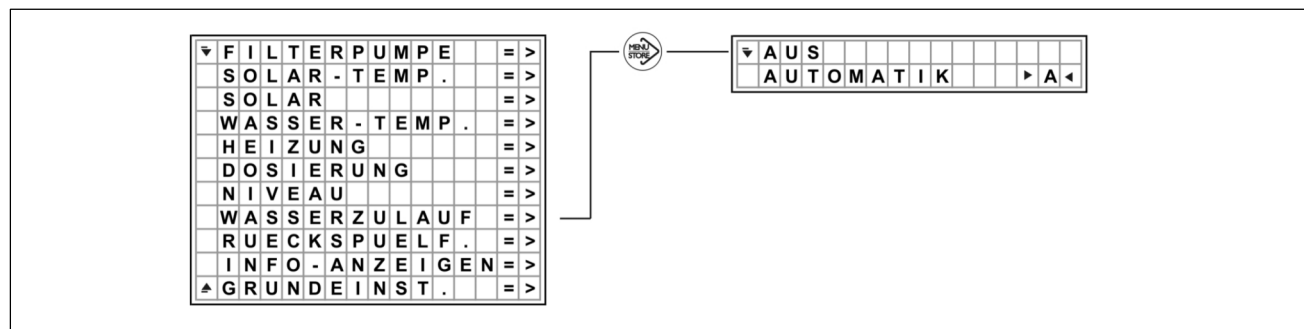 FILTERPUMPE =>
SOLAR-TEMP. =>
SOLAR =>
WASSER-TEMP. =>
HEIZUNG =>
DOSIERUNG =>
NIVEAU =>
WASSERZULAUF =>
RUECKSPUELF. =>
INFO-ANZEIGEN=>
GRUNDEINST. =>
MENU
STORE
AUS
AUTOMATIK ▶A◀